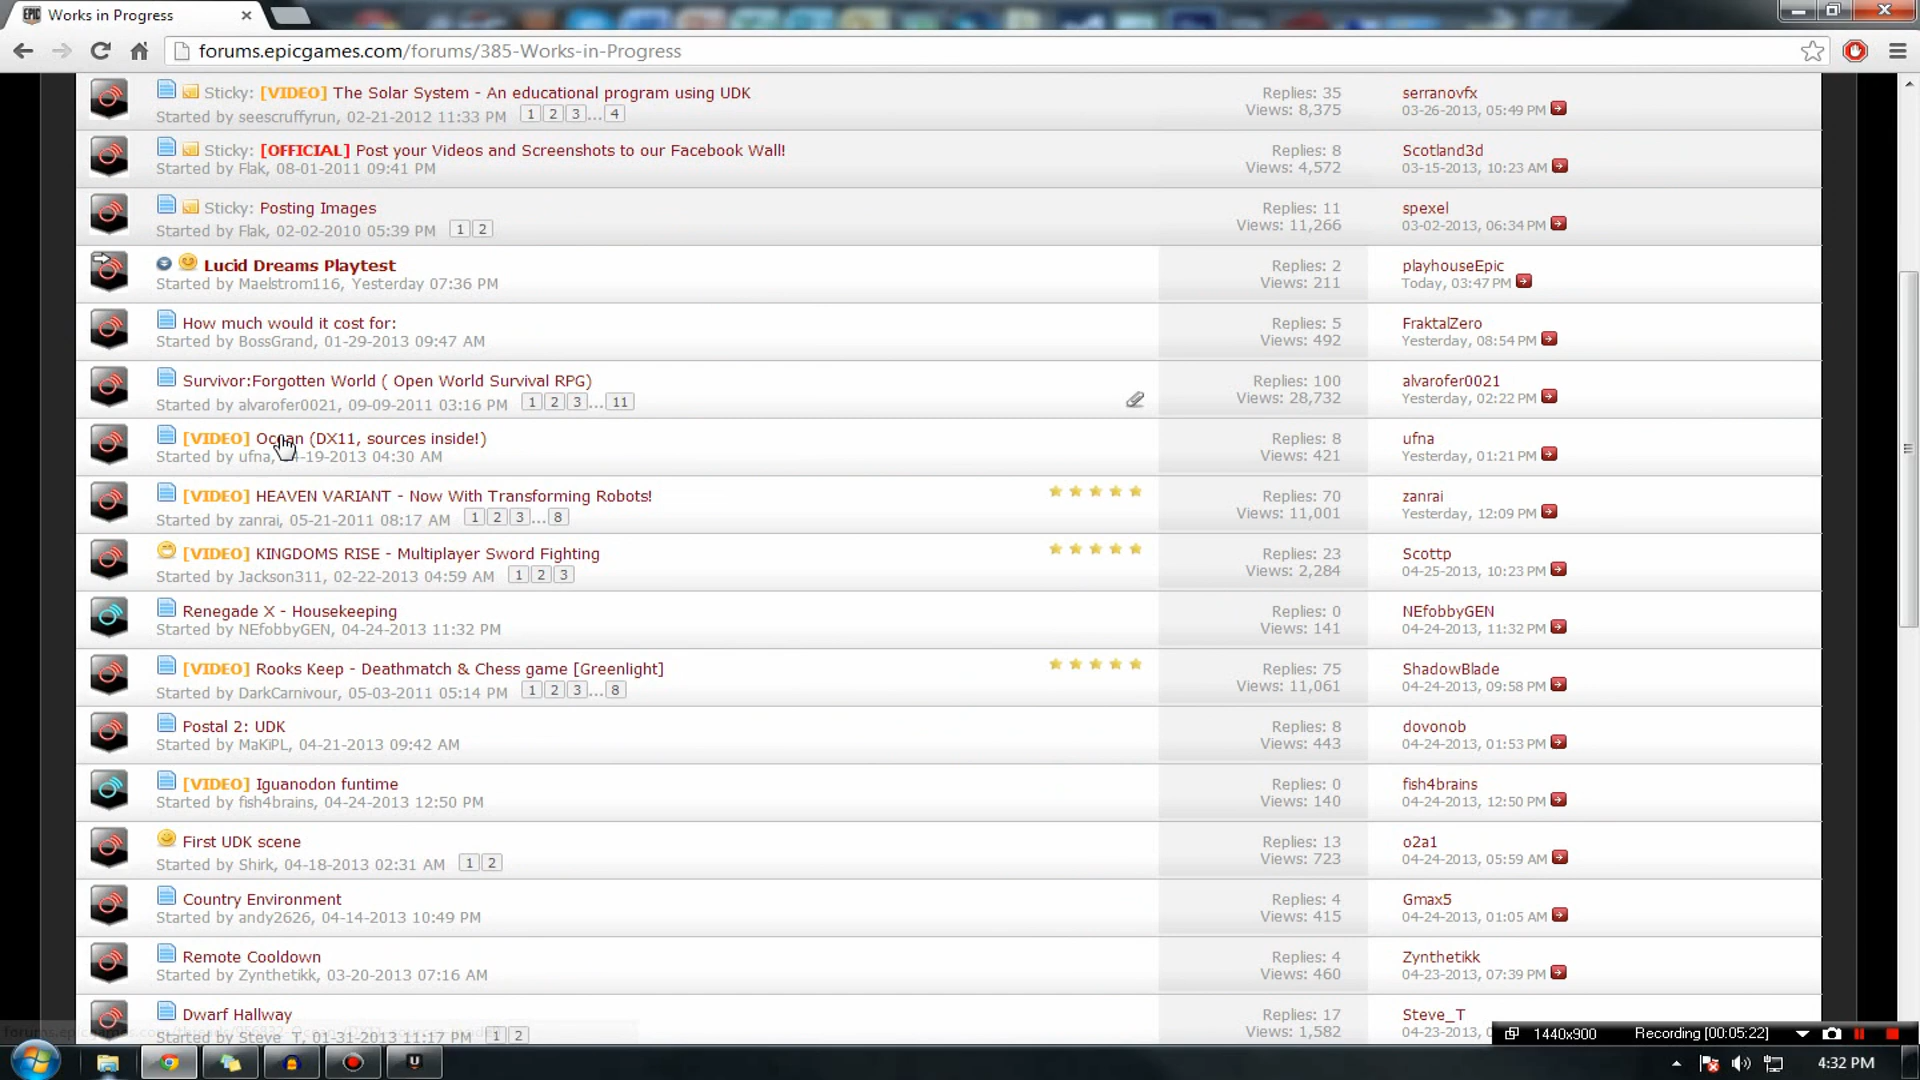 Works in Progress
forums.epicgames.com/forums/385-Works-in-Progress
Sticky: [VIDEO] The Solar System - An educational program using UDK
Started by seescruffyrun, 02-21-2012 11:33 PM 1 2 3 ... 4
Replies: 35
Views: 8,375
serranovfx
03-26-2013, 05:49 PM
Sticky: [OFFICIAL] Post your Videos and Screenshots to our Facebook Wall!
Started by Flak, 08-01-2011 09:41 PM
Replies: 8
Views: 4,572
Scotland3d
03-15-2013, 10:23 AM
Sticky: Posting Images
Started by Flak, 02-02-2010 05:39 PM 1 2
Replies: 11
Views: 11,266
spexel
03-02-2013, 06:34 PM
Lucid Dreams Playtest
Started by Maelstrom116, Yesterday 07:36 PM
Replies: 2
Views: 211
playhouseEpic
Today, 03:47 PM
How much would it cost for:
Started by BossGrand, 01-29-2013 09:47 AM
Replies: 5
Views: 492
FraktalZero
Yesterday, 08:54 PM
Survivor:Forgotten World ( Open World Survival RPG)
Started by alvarofer0021, 09-09-2011 03:16 PM 1 2 3 ... 11
Replies: 100
Views: 28,732
alvarofer0021
Yesterday, 02:22 PM
[VIDEO] Ocean (DX11, sources inside!)
Started by ufna, 4-19-2013 04:30 AM
Replies: 8
Views: 421
ufna
Yesterday, 01:21 PM
[VIDEO] HEAVEN VARIANT - Now With Transforming Robots!
Started by zanrai, 05-21-2011 08:17 AM 1 2 3 ... 8
Replies: 70
Views: 11,001
zanrai
Yesterday, 12:09 PM
[VIDEO] KINGDOMS RISE - Multiplayer Sword Fighting
Started by Jackson311, 02-22-2013 04:59 AM 1 2 3
Replies: 23
Views: 2,284
Scottp
04-25-2013, 10:23 PM
Renegade X - Housekeeping
Started by NEfobbyGEN, 04-24-2013 11:32 PM
Replies: 0
Views: 141
NEfobbyGEN
04-24-2013, 11:32 PM
[VIDEO] Rooks Keep - Deathmatch & Chess game [Greenlight]
Started by DarkCarnivour, 05-03-2011 05:14 PM 1 2 3 ... 8
Replies: 75
Views: 11,061
ShadowBlade
04-24-2013, 09:58 PM
Postal 2: UDK
Started by MaKiPL, 04-21-2013 09:42 AM
Replies: 8
Views: 443
dovonob
04-24-2013, 01:53 PM
[VIDEO] Iguanodon funtime
Started by fish4brains, 04-24-2013 12:50 PM
Replies: 0
Views: 140
fish4brains
04-24-2013, 12:50 PM
First UDK scene
Started by Shirk, 04-18-2013 02:31 AM 1 2
Replies: 13
Views: 723
o2a1
04-24-2013, 05:59 AM
Country Environment
Started by andy2626, 04-14-2013 10:49 PM
Replies: 4
Views: 415
Gmax5
04-24-2013, 01:05 AM
Remote Cooldown
Started by Zynthetikk, 03-20-2013 07:16 AM
Replies: 4
Views: 460
Zynthetikk
04-23-2013, 07:39 PM
Dwarf Hallway
Started by Steve_T, 01-31-2013 11:17 PM 1 2
Replies: 17
Views: 1,582
Steve_T
04-23-
1440x900
Recording [00:05:22]
4:32 PM